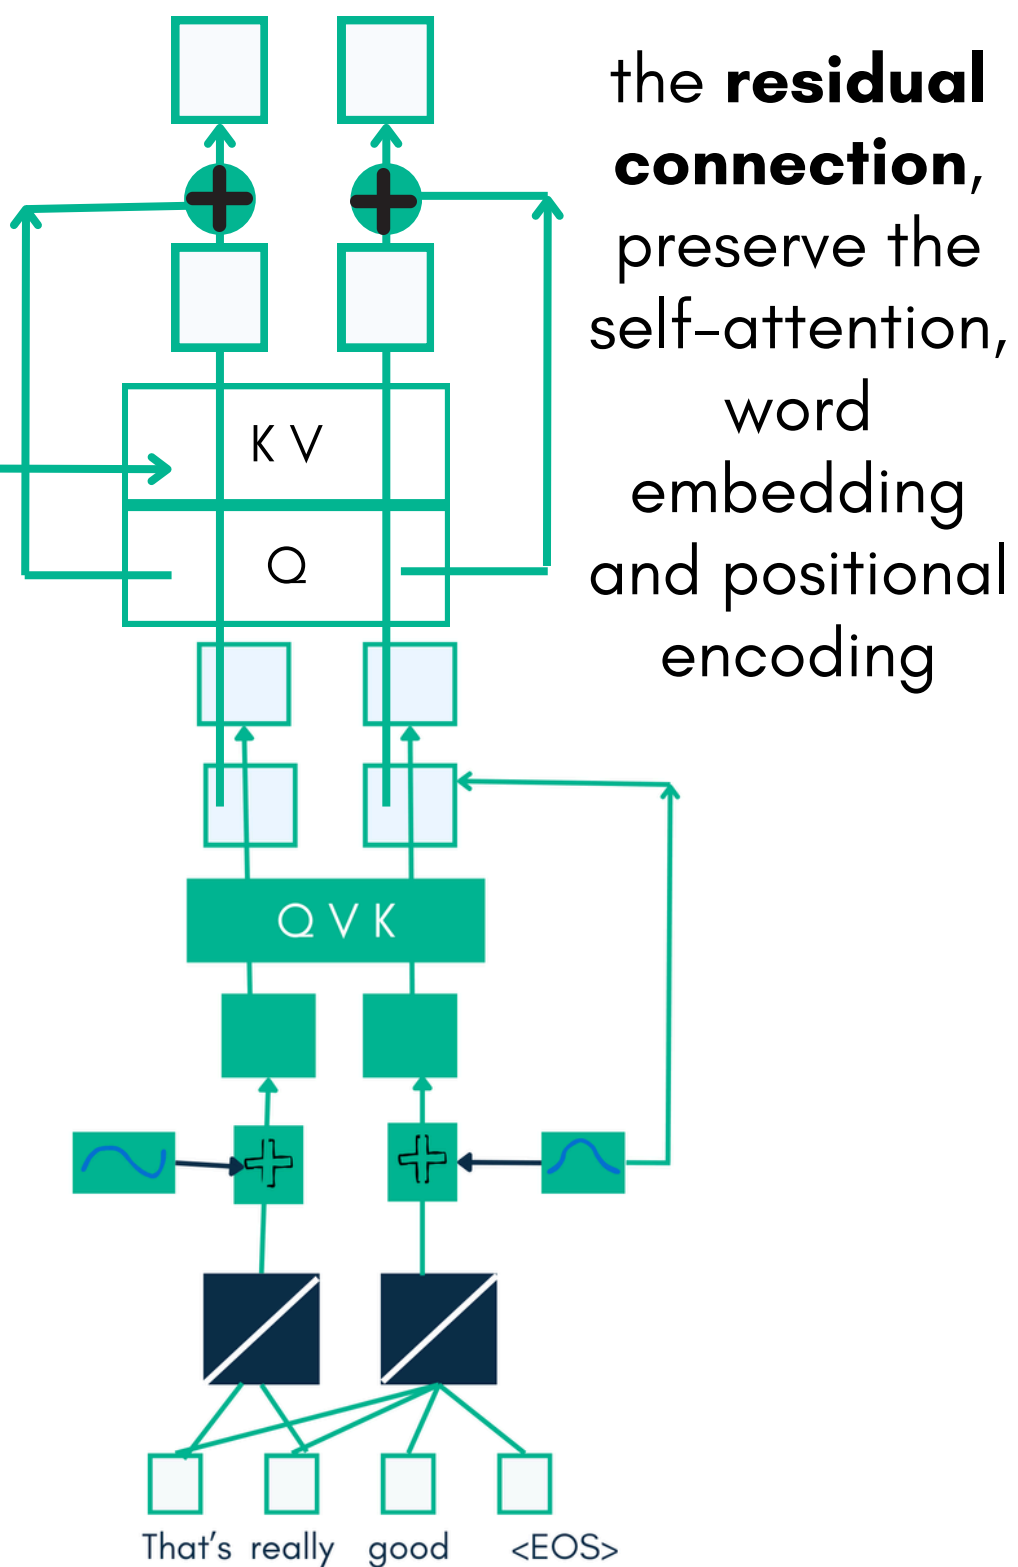 the residual
connection,
preserve the
self-attention,
word
embedding
and positional
encoding
K V
Q
Q V K
That's really good <EOS>